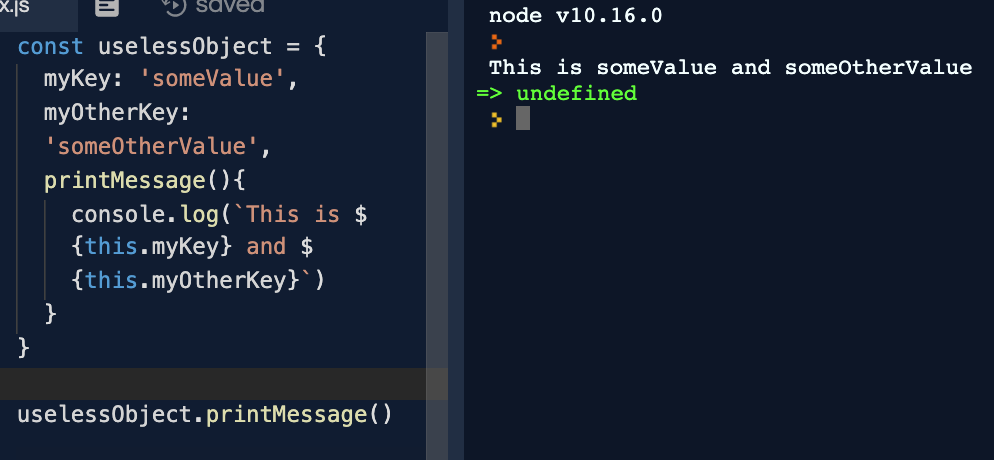 x.js
saved
const uselessObject = {
myKey: 'someValue',
myOtherKey:
'someOtherValue',
printMessage(){
console.log(`This is $
{this.myKey} and $
{this.myOtherKey}`)
}
}
uselessObject.printMessage()
node v10.16.0
This is someValue and someOtherValue
=> undefined